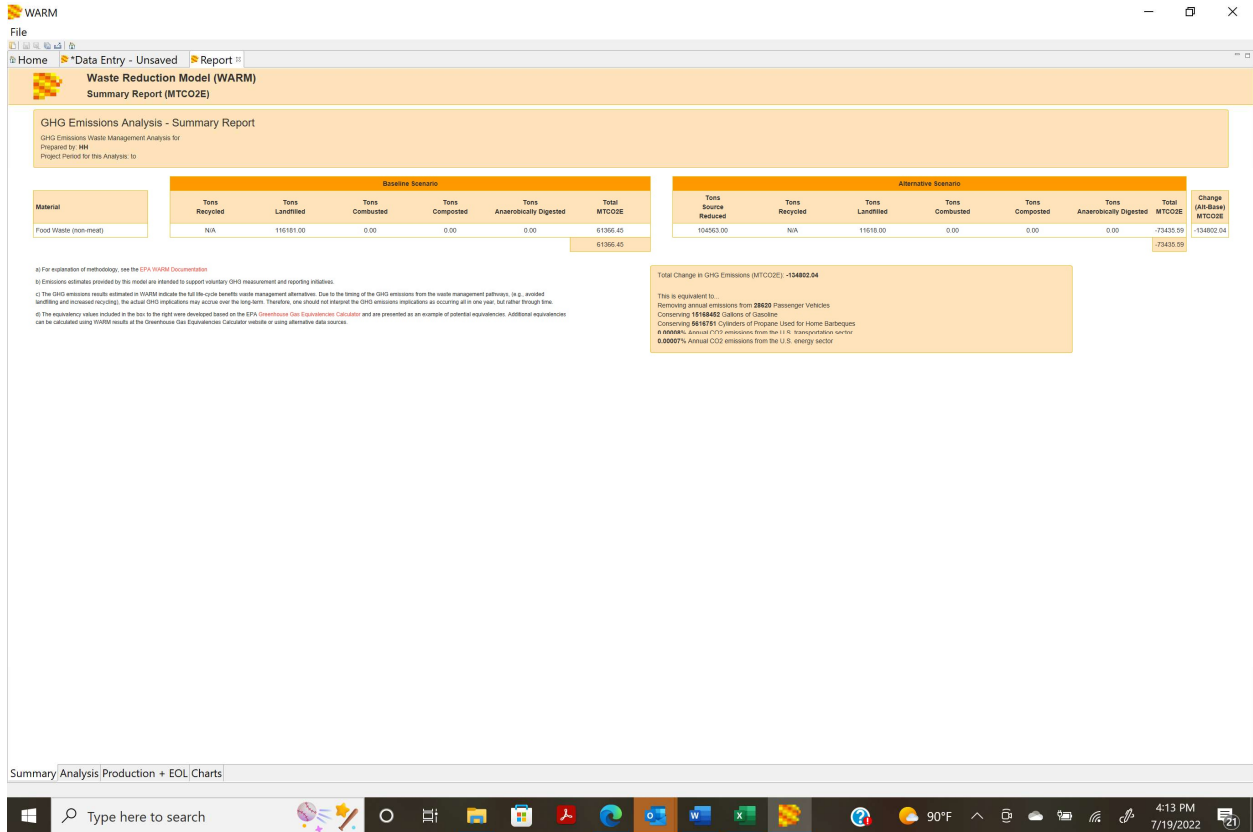 WARM
File
Home *Data Entry - Unsaved Report
Waste Reduction Model (WARM)
Summary Report (MTCO2E)
GHG Emissions Analysis - Summary Report
GHG Emissions Waste Management Analysis for
Prepared by: HH
Project Period for this Analysis: to
Baseline Scenario
Alternative Scenario
Material
Tons Recycled
Tons Landfilled
Tons Combusted
Tons Composted
Tons Anaerobically Digested
Total MTCO2E
Tons Source Reduced
Tons Recycled
Tons Landfilled
Tons Combusted
Tons Composted
Tons Anaerobically Digested
Total MTCO2E
Change (Alt-Base) MTCO2E
Food Waste (non-meat) N/A 116181.00 0.00 0.00 0.00 61366.45 104563.00 N/A 11618.00 0.00 0.00 0.00 -73435.59 -134802.04
61366.45 -73435.59
a) For explanation of methodology, see the EPA WARM Documentation
b) Emissions estimates provided by this model are intended to support voluntary GHG measurement and reporting initiatives.
c) The GHG emissions results estimated in WARM indicate the full life-cycle benefits waste management alternatives. Due to the timing of the GHG emissions from the waste management pathways, (e.g., avoided
landfilling and increased recycling), the actual GHG implications may accrue over the long-term. Therefore, one should not interpret the GHG emissions implications as occurring all in one year, but rather through time.
d) The equivalency values included in the box to the right were developed based on the EPA Greenhouse Gas Equivalencies Calculator and are presented as an example of potential equivalencies. Additional equivalencies
can be calculated using WARM results at the Greenhouse Gas Equivalencies Calculator website or using alternative data sources.
Total Change in GHG Emissions (MTCO2E): -134802.04
This is equivalent to...
Removing annual emissions from 28620 Passenger Vehicles
Conserving 15168452 Gallons of Gasoline
Conserving 5616751 Cylinders of Propane Used for Home Barbeques
0.00008% Annual CO2 emissions from the U.S. transportation sector
0.00007% Annual CO2 emissions from the U.S. energy sector
Summary Analysis Production + EOL Charts
Type here to search
90°F
4:13 PM
7/19/2022
21